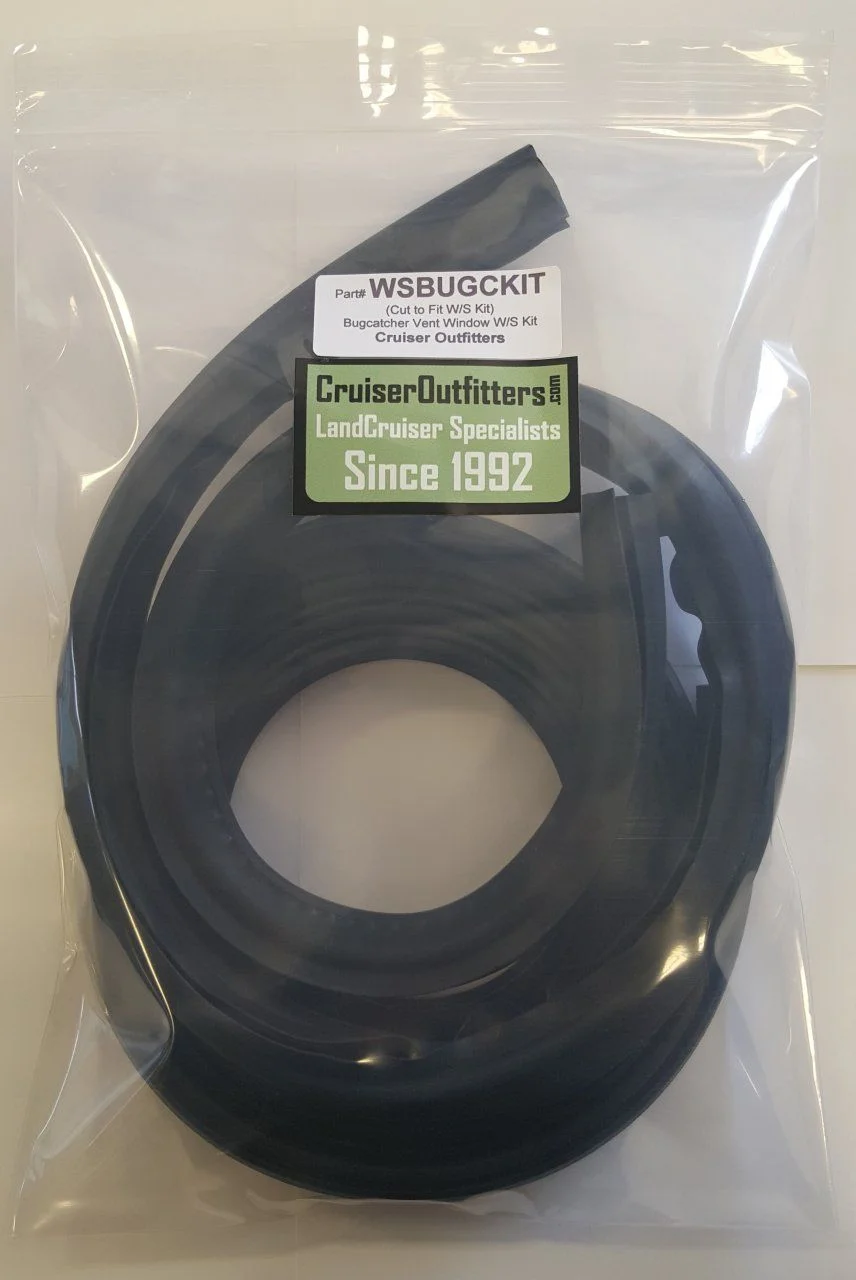 Part# WSBUGCKIT
(Cut to Fit W/S Kit)
Bugcatcher Vent Window W/S Kit
Cruiser Outfitters
CruiserOutfitters.com
LandCruiser Specialists
Since 1992